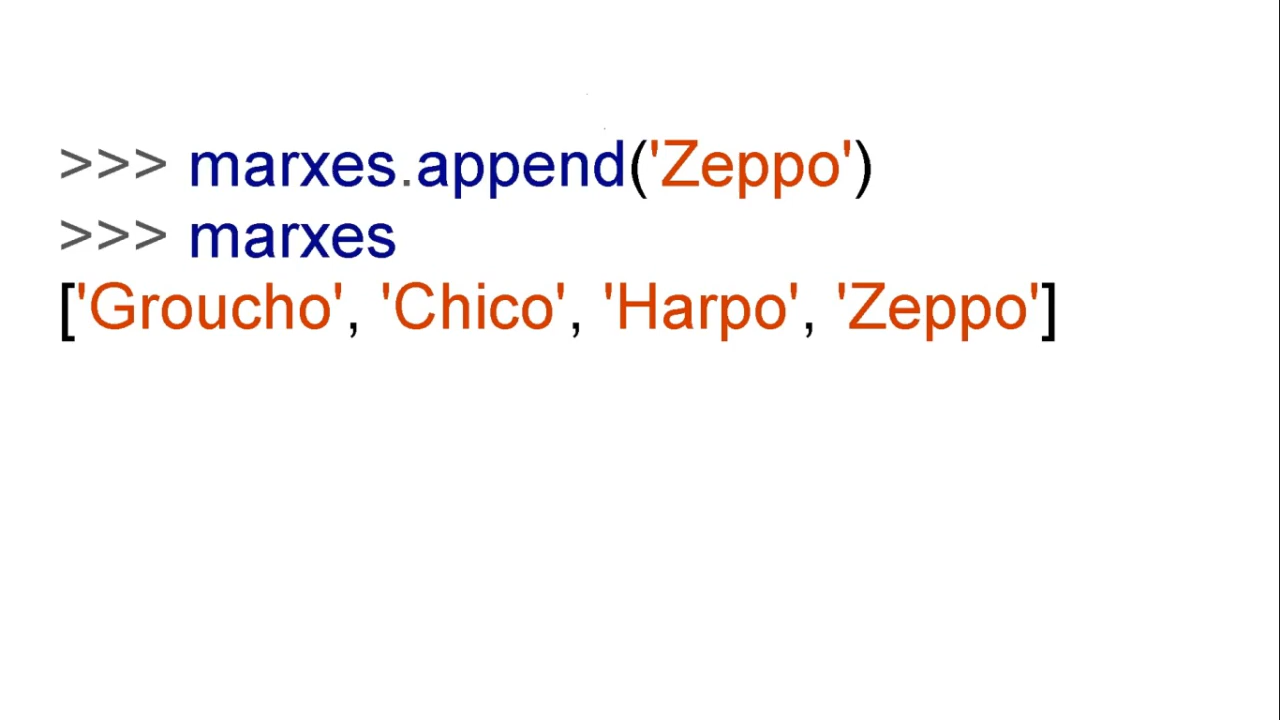 >>> marxes.append('Zeppo')
>>> marxes
['Groucho', 'Chico', 'Harpo', 'Zeppo']